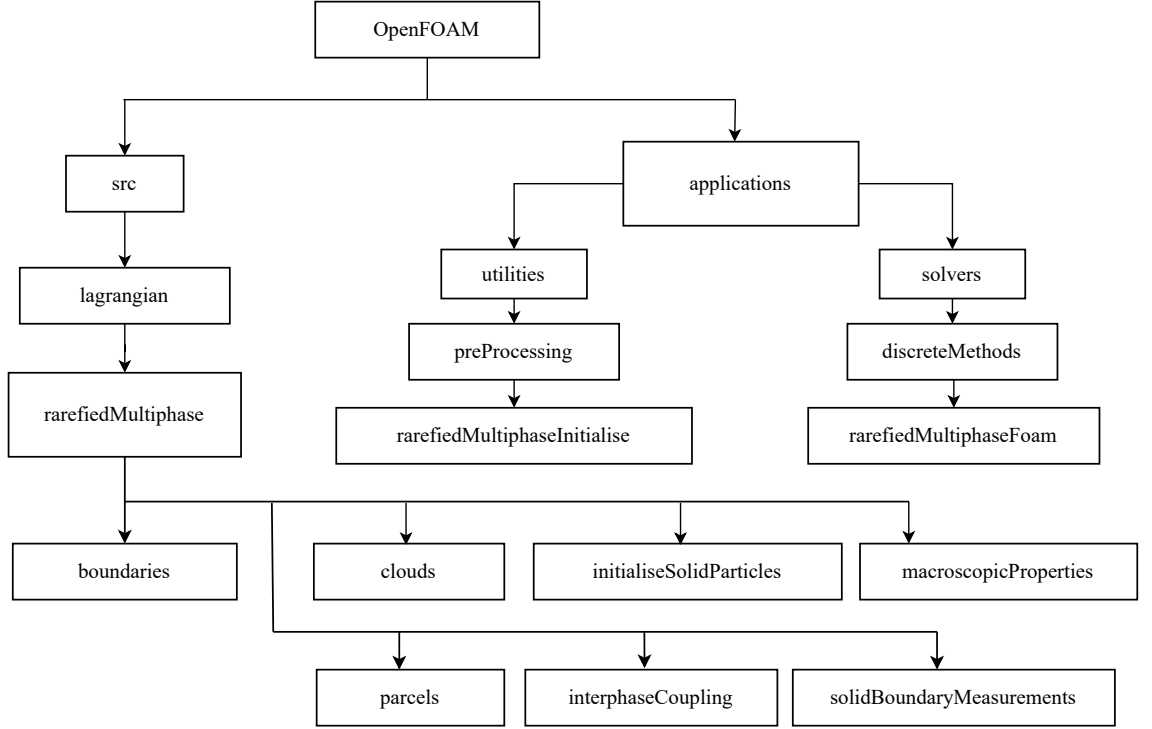 OpenFOAM
src
applications
lagrangian
utilities
solvers
preProcessing
discreteMethods
rarefiedMultiphase
rarefiedMultiphaseInitialise
rarefiedMultiphaseFoam
boundaries
clouds
initialiseSolidParticles
macroscopicProperties
parcels
interphaseCoupling
solidBoundaryMeasurements